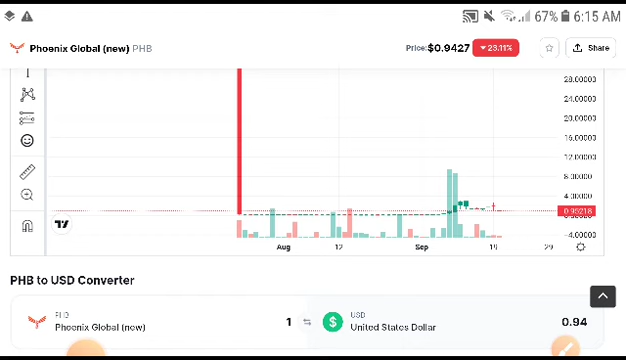 67% 6:15 AM
Phoenix Global (new) PHB Price: $0.9427 ▼23.11% Share
28.00000
24.00000
20.00000
16.00000
12.00000
8.00000
4.00000
0.95218
-4.00000
Aug 12 Sep 29
PHB to USD Converter
PHB
Phoenix Global (new) 1
USD
United States Dollar 0.94